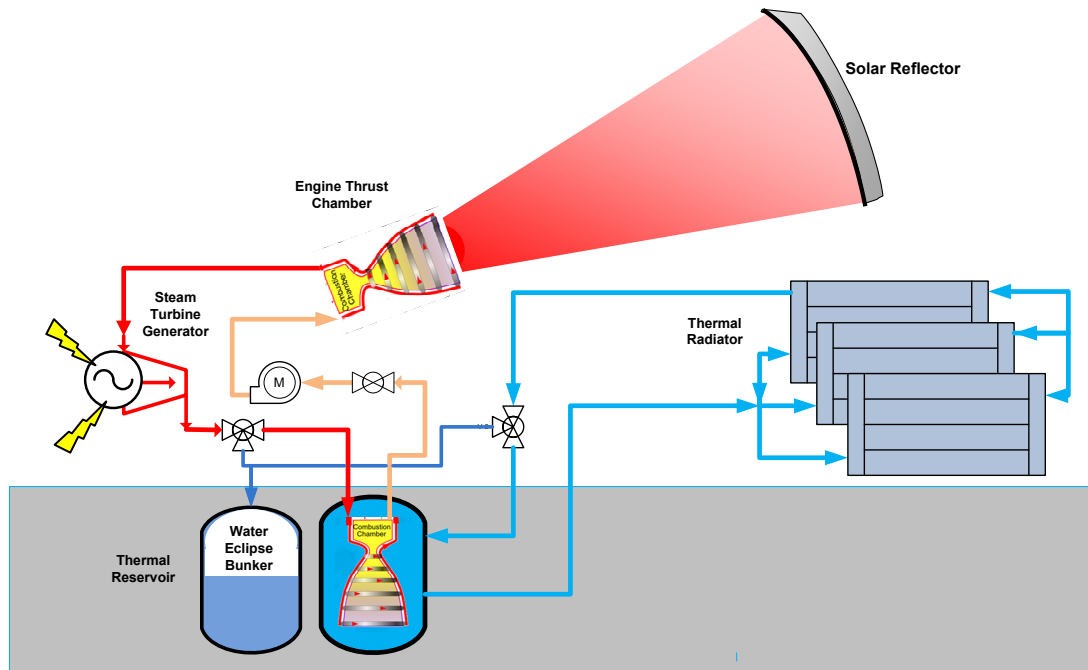 Solar Reflector
Engine Thrust
Chamber
Combustion
Chamber
Steam
Turbine
Generator
Thermal
Radiator
M
Thermal
Reservoir
Water
Eclipse
Bunker
Combustion
Chamber